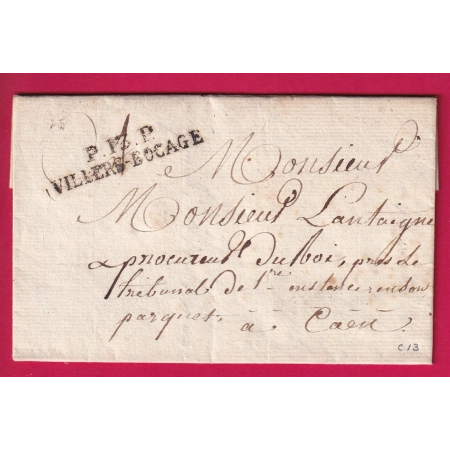 P. 13. P.
VILLERS-BOCAGE
Monsieur
Monsieur Lantaigne
procureur du Roi, près Le
tribunal de 1re instance en son
parquet, à Caën.
C13